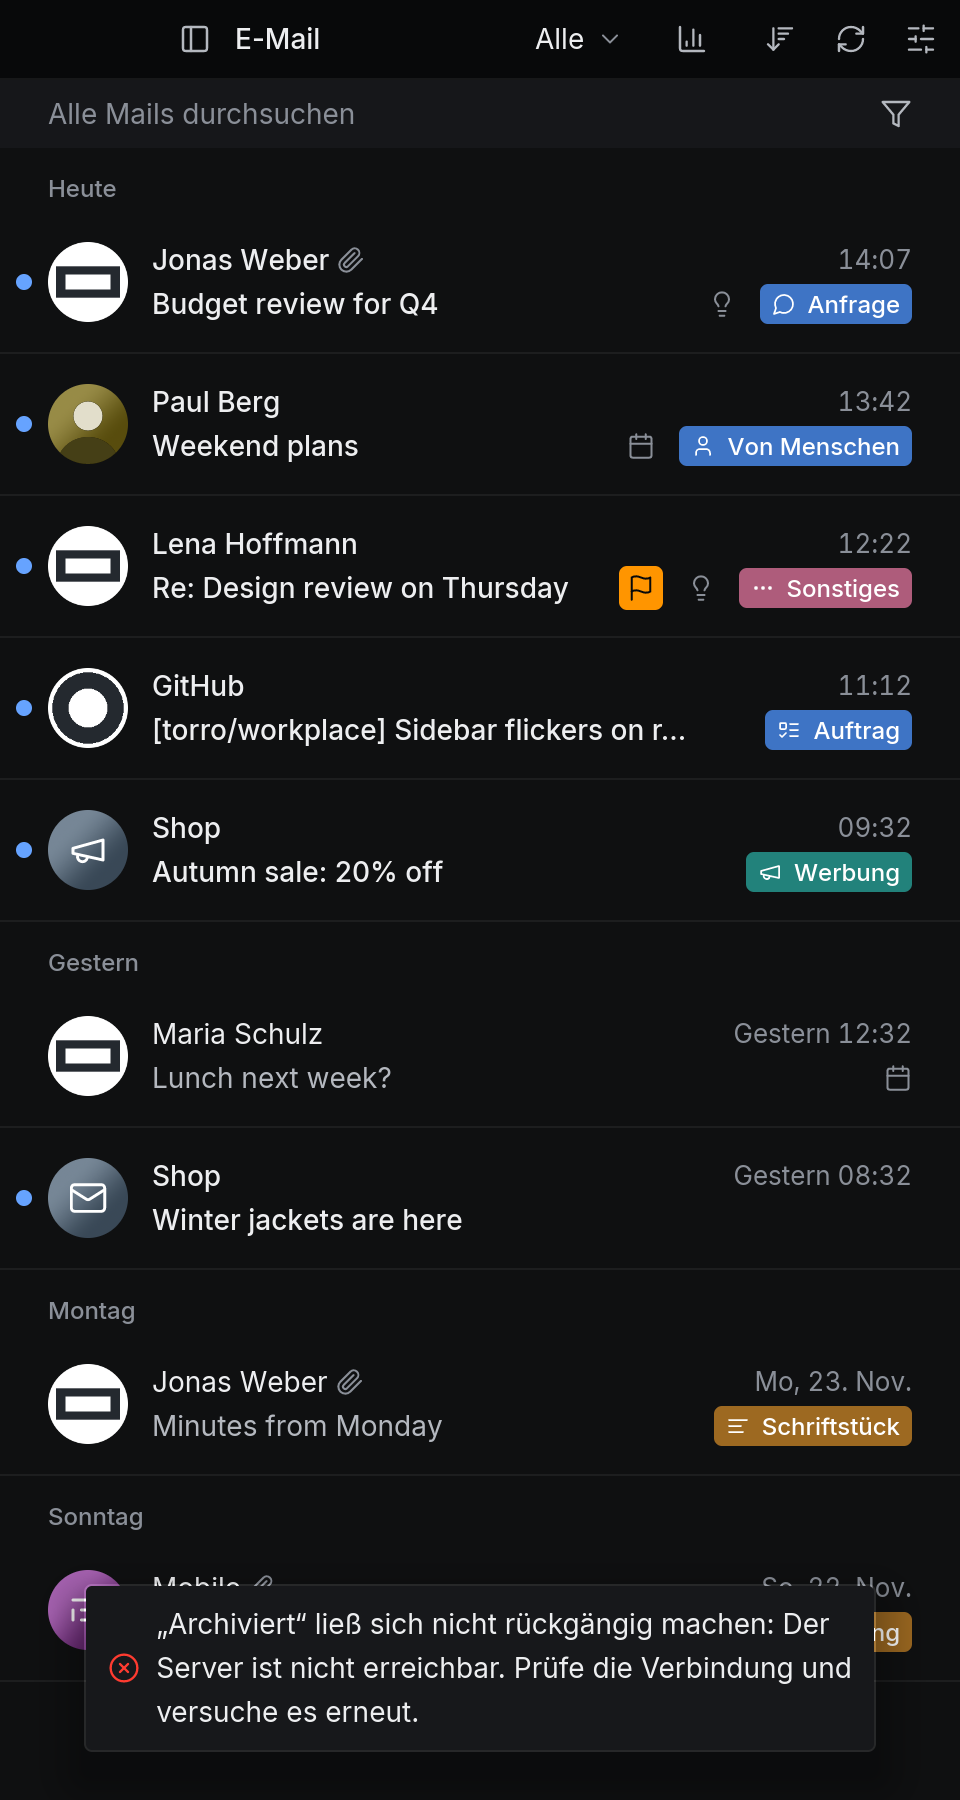 E-Mail
Alle
Alle Mails durchsuchen
Heute
Jonas Weber
14:07
Budget review for Q4
Anfrage
Paul Berg
13:42
Weekend plans
Von Menschen
Lena Hoffmann
12:22
Re: Design review on Thursday
Sonstiges
GitHub
11:12
[torro/workplace] Sidebar flickers on r...
Auftrag
Shop
09:32
Autumn sale: 20% off
Werbung
Gestern
Maria Schulz
Gestern 12:32
Lunch next week?
Shop
Gestern 08:32
Winter jackets are here
Montag
Jonas Weber
Mo, 23. Nov.
Minutes from Monday
Schriftstück
Sonntag
Mobile
So, 22. Nov.
ng
„Archiviert“ ließ sich nicht rückgängig machen: Der
Server ist nicht erreichbar. Prüfe die Verbindung und
versuche es erneut.